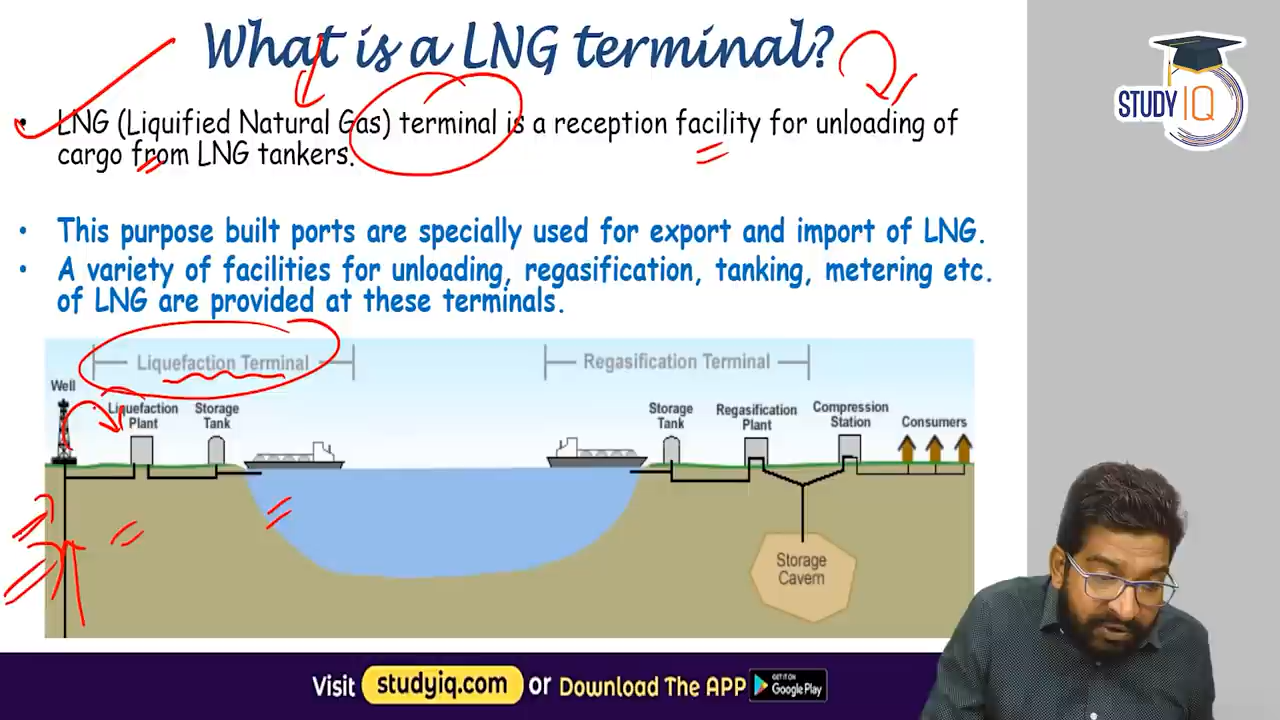 What is a LNG terminal?
STUDY IQ
• LNG (Liquified Natural Gas) terminal is a reception facility for unloading of
cargo from LNG tankers.
• This purpose built ports are specially used for export and import of LNG.
• A variety of facilities for unloading, regasification, tanking, metering etc.
of LNG are provided at these terminals.
Liquefaction Terminal
Regasification Terminal
Well
Liquefaction
Plant
Storage
Tank
Storage
Tank
Regasification
Plant
Compression
Station
Consumers
Storage
Cavern
Visit studyiq.com or Download The APP
GET IT ON
Google Play